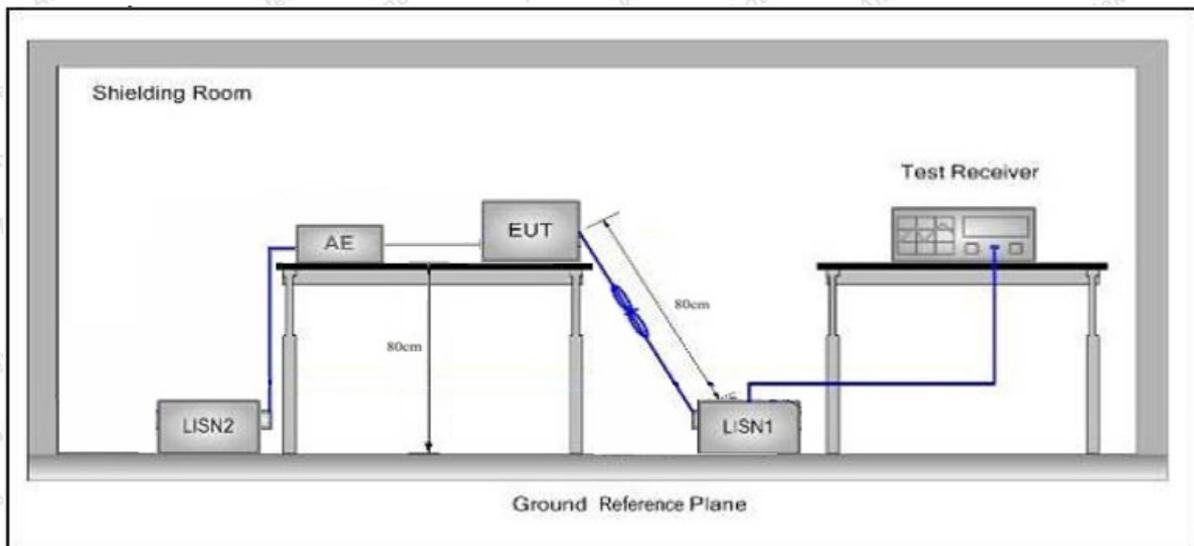 Shielding Room
Test Receiver
AE
EUT
80cm
80cm
LISN2
LISN1
Ground Reference Plane